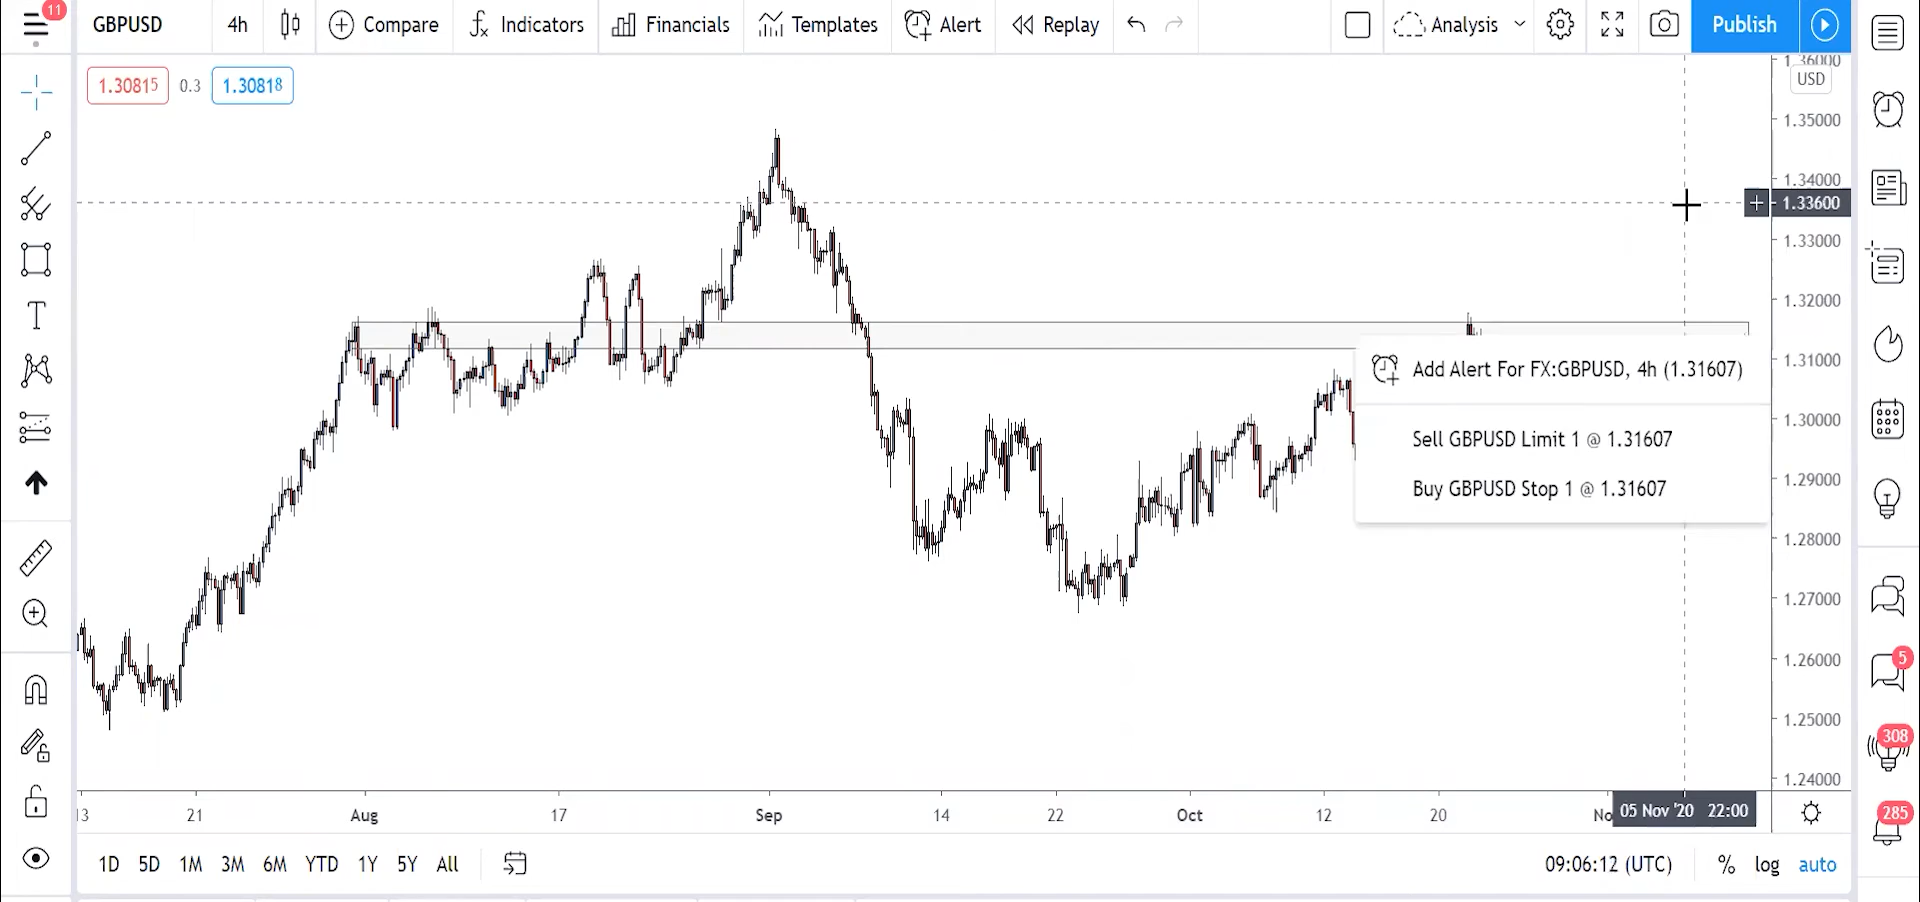 11
GBPUSD
4h
Compare
Indicators
Financials
Templates
Alert
Replay
Analysis
Publish
1.30815
0.3
1.30818
1.36000
USD
1.35000
1.34000
1.33600
1.33000
1.32000
1.31000
1.30000
1.29000
1.28000
1.27000
1.26000
1.25000
1.24000
Add Alert For FX:GBPUSD, 4h (1.31607)
Sell GBPUSD Limit 1 @ 1.31607
Buy GBPUSD Stop 1 @ 1.31607
13 21 Aug 17 Sep 14 22 Oct 12 20 No 05 Nov '20 22:00
1D 5D 1M 3M 6M YTD 1Y 5Y All
09:06:12 (UTC) % log auto
5
308
285